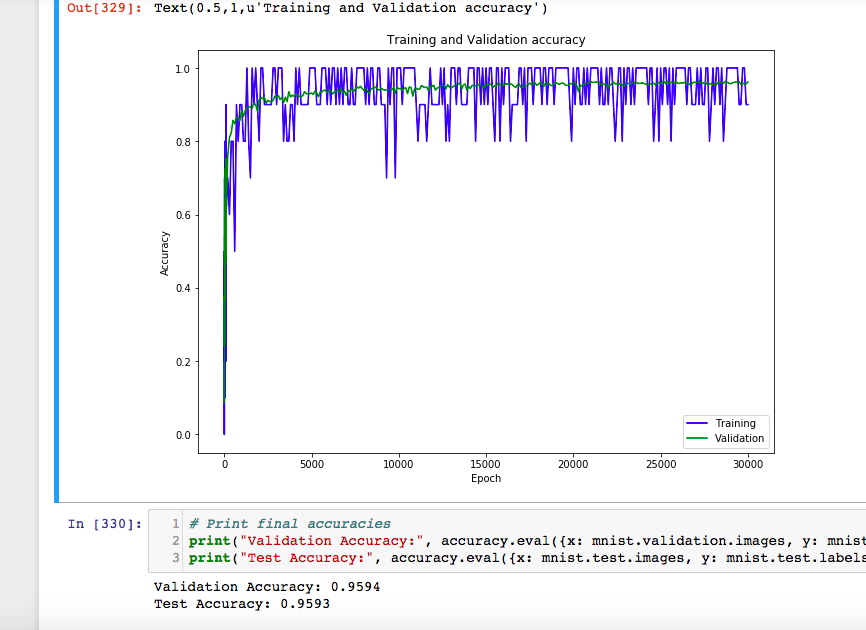 Out[329]: Text(0.5,1,u'Training and Validation accuracy')
Training and Validation accuracy
1.0
0.8
0.6
0.4
0.2
0.0
Accuracy
Training
Validation
0 5000 10000 15000 20000 25000 30000
Epoch
In [330]:
1 # Print final accuracies
2 print("Validation Accuracy:", accuracy.eval({x: mnist.validation.images, y: mnist
3 print("Test Accuracy:", accuracy.eval({x: mnist.test.images, y: mnist.test.labels
Validation Accuracy: 0.9594
Test Accuracy: 0.9593